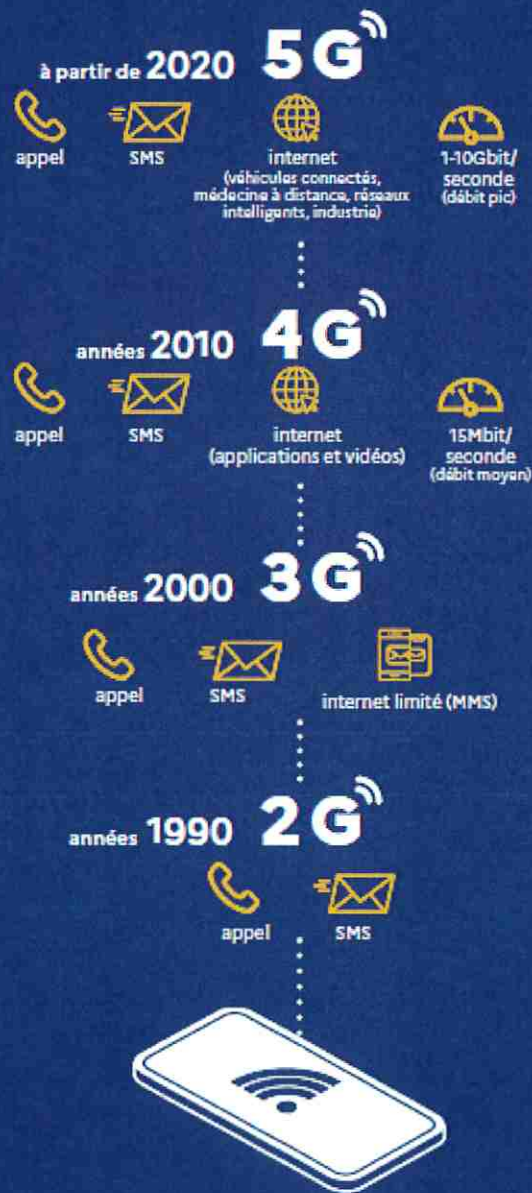 à partir de 2020 5G
appel
SMS
internet
(véhicules connectés,
médecine à distance, réseaux
intelligents, industrie)
1-10Gbit/
seconde
(débit pic)
années 2010 4G
appel
SMS
internet
(applications et vidéos)
15Mbit/
seconde
(débit moyen)
années 2000 3G
appel
SMS
internet limité (MMS)
années 1990 2G
appel
SMS